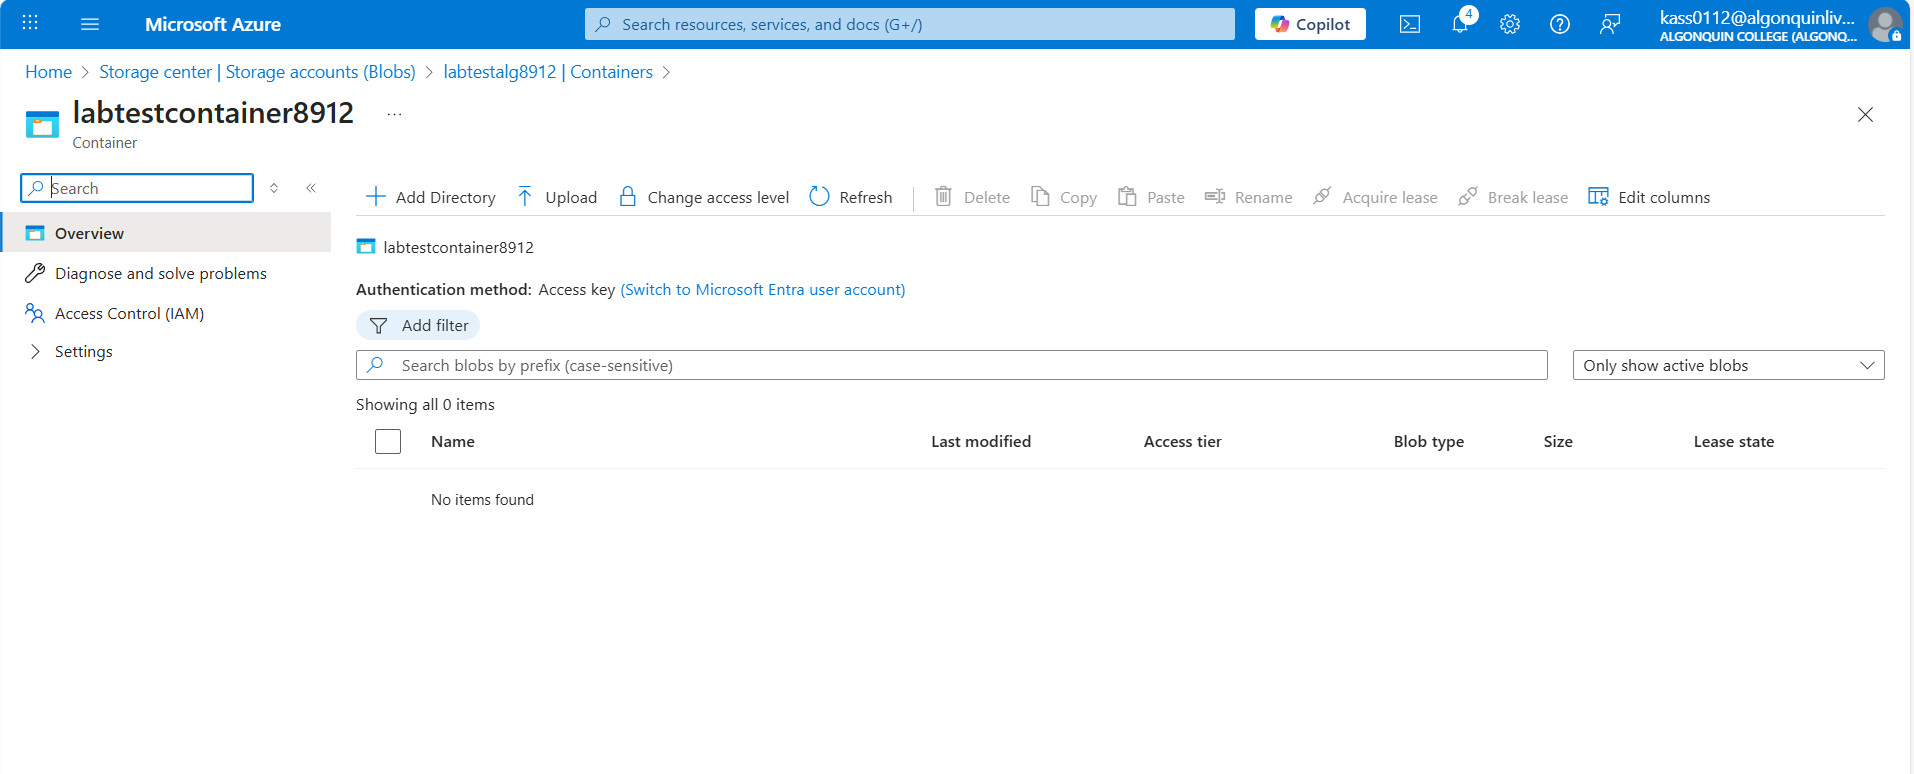 Microsoft Azure
Search resources, services, and docs (G+/)
Copilot
4
kass0112@algonquinliv...
ALGONQUIN COLLEGE (ALGONQ...
Home > Storage center | Storage accounts (Blobs) > labtestalg8912 | Containers >
labtestcontainer8912 ...
Container
Search
Overview
Diagnose and solve problems
Access Control (IAM)
Settings
Add Directory Upload Change access level Refresh Delete Copy Paste Rename Acquire lease Break lease Edit columns
labtestcontainer8912
Authentication method: Access key (Switch to Microsoft Entra user account)
Add filter
Search blobs by prefix (case-sensitive)
Only show active blobs
Showing all 0 items
Name Last modified Access tier Blob type Size Lease state
No items found